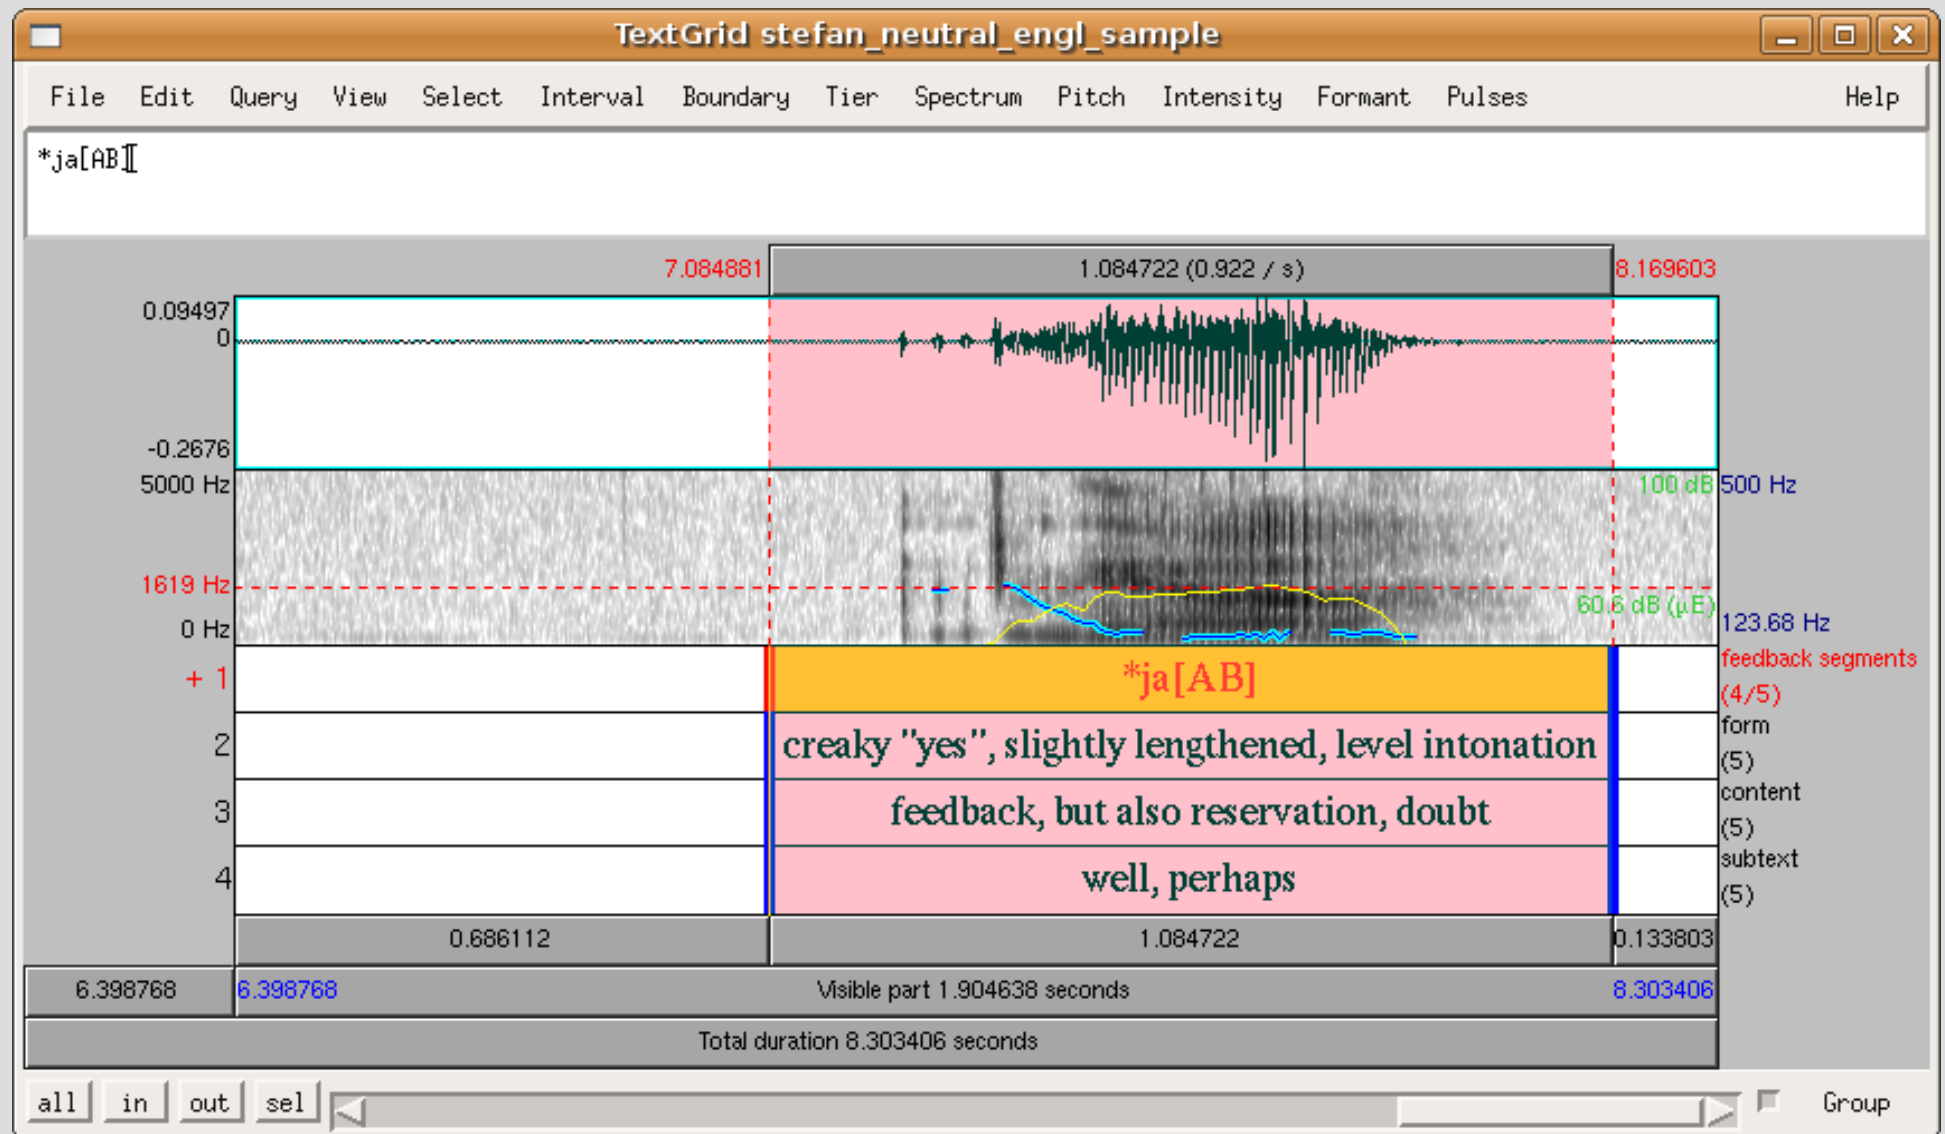 TextGrid stefan_neutral_engl_sample
File Edit Query View Select Interval Boundary Tier Spectrum Pitch Intensity Formant Pulses Help
*ja[AB]
7.084881 1.084722 (0.922 / s) 8.169603
0.09497
0
-0.2676
5000 Hz 100 dB 500 Hz
1619 Hz
60.6 dB (µE)
0 Hz 123.68 Hz
+ 1 *ja[AB] feedback segments
(4/5)
2 creaky "yes", slightly lengthened, level intonation form
(5)
3 feedback, but also reservation, doubt content
(5)
4 well, perhaps subtext
(5)
0.686112 1.084722 0.133803
6.398768 6.398768 Visible part 1.904638 seconds 8.303406
Total duration 8.303406 seconds
all in out sel Group